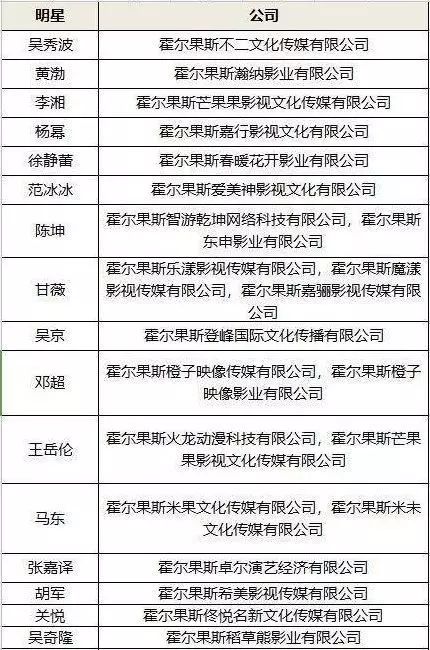 明星 公司
吴秀波 霍尔果斯不二文化传媒有限公司
黄渤 霍尔果斯瀚纳影业有限公司
李湘 霍尔果斯芒果果影视文化传媒有限公司
杨幂 霍尔果斯嘉行影视文化有限公司
徐静蕾 霍尔果斯春暖花开影业有限公司
范冰冰 霍尔果斯爱美神影视文化有限公司
陈坤 霍尔果斯智游乾坤网络科技有限公司，霍尔果斯
东申影业有限公司
甘薇 霍尔果斯乐漾影视传媒有限公司，霍尔果斯魔漾
影视传媒有限公司，霍尔果斯嘉骊影视传媒有限
公司
吴京 霍尔果斯登峰国际文化传播有限公司
邓超 霍尔果斯橙子映像传媒有限公司，霍尔果斯橙子
映像影业有限公司
王岳伦 霍尔果斯火龙动漫科技有限公司，霍尔果斯芒果
果影视文化传媒有限公司
马东 霍尔果斯米果文化传媒有限公司，霍尔果斯米未
文化传媒有限公司
张嘉译 霍尔果斯卓尔演艺经济有限公司
胡军 霍尔果斯希美影视传媒有限公司
关悦 霍尔果斯佟悦名新文化传媒有限公司
吴奇隆 霍尔果斯稻草熊影业有限公司